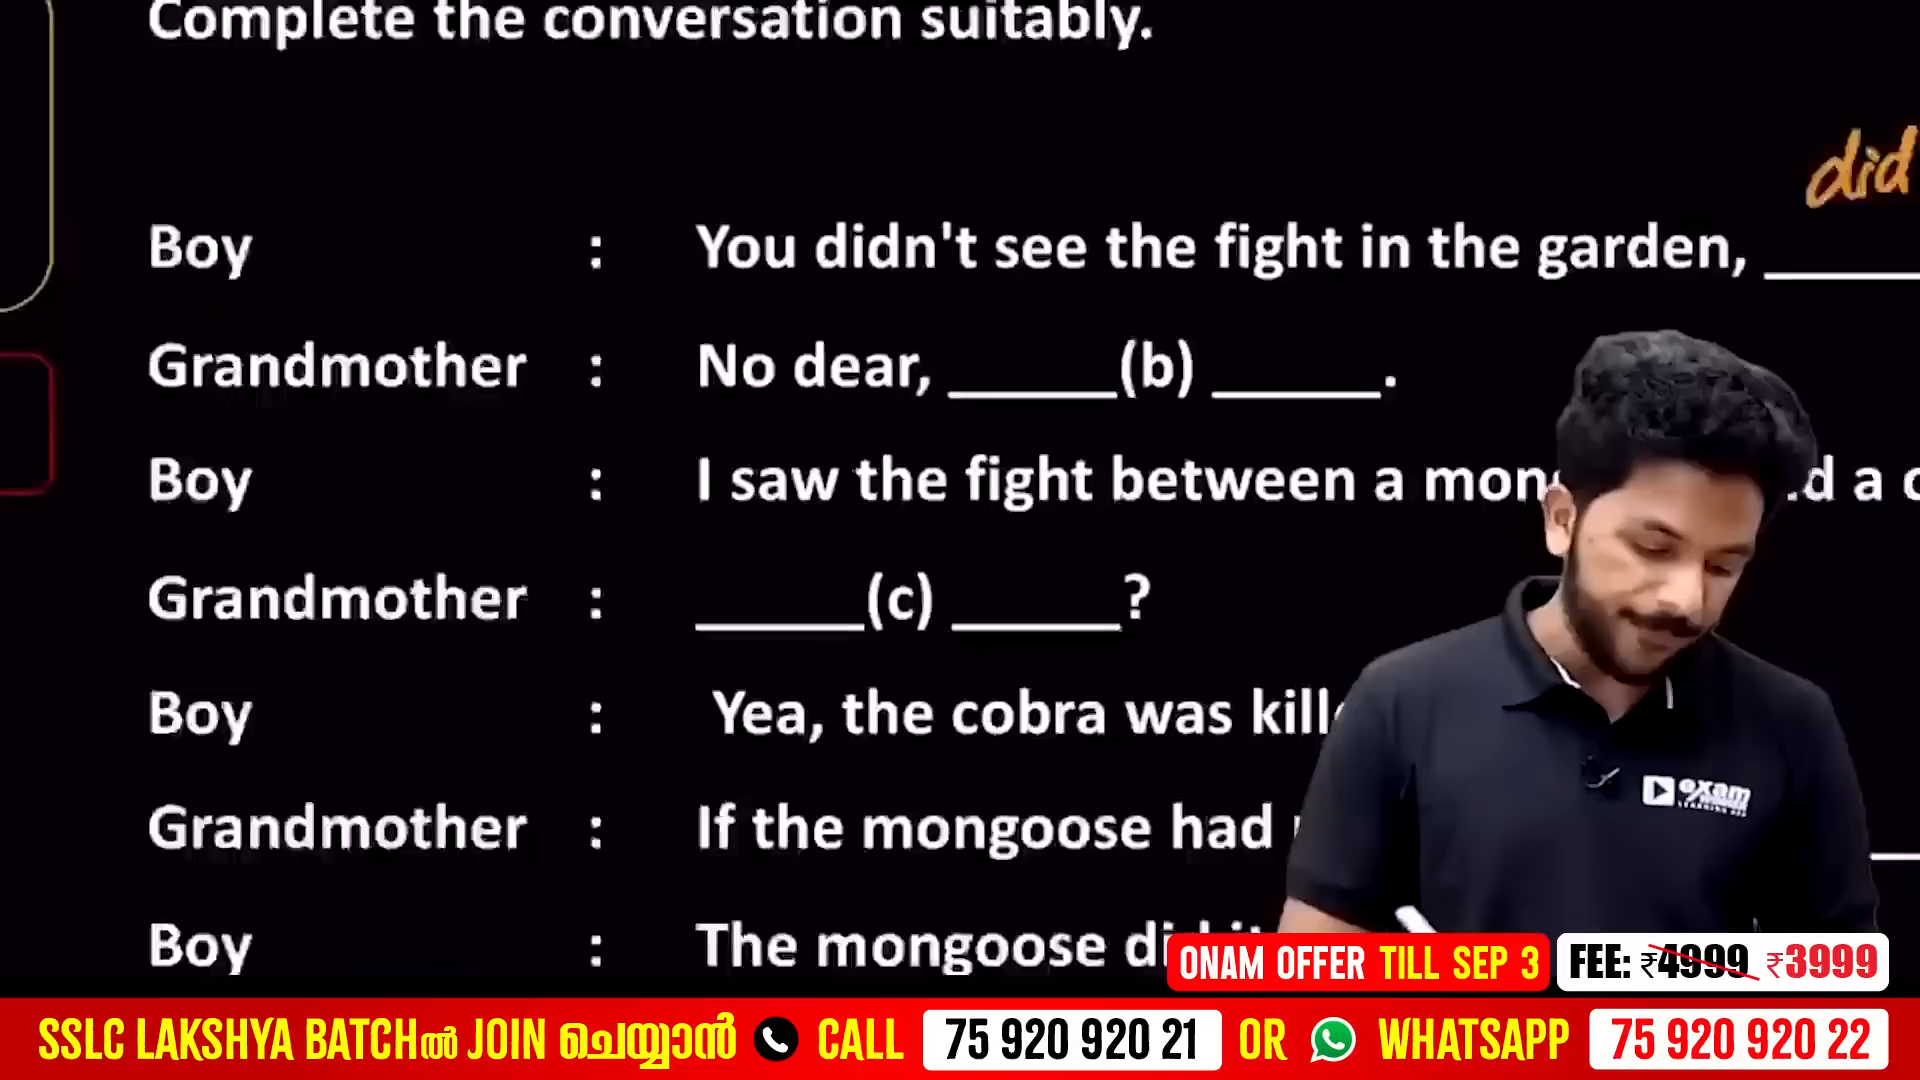 Complete the conversation suitably.
did
Boy : You didn't see the fight in the garden, ______
Grandmother : No dear, ______(b) ______.
Boy : I saw the fight between a d a
Grandmother : ______(c) ______?
Boy : Yea, the cobra was
Grandmother : If the mongoose had
Boy : The mongoose
exam
ONAM OFFER TILL SEP 3 FEE: ₹4999 ₹3999
SSLC LAKSHYA BATCHൽ JOIN ചെയ്യാൻ CALL 75 920 920 21 OR WHATSAPP 75 920 920 22